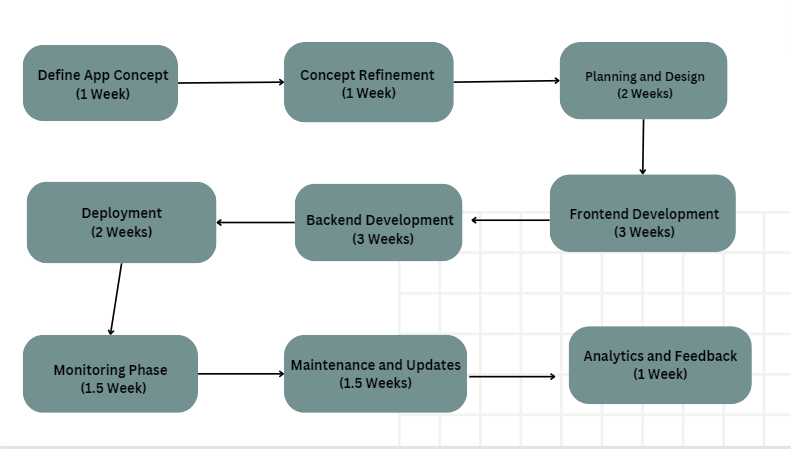 Define App Concept
(1 Week)
Concept Refinement
(1 Week)
Planning and Design
(2 Weeks)
Frontend Development
(3 Weeks)
Backend Development
(3 Weeks)
Deployment
(2 Weeks)
Monitoring Phase
(1.5 Week)
Maintenance and Updates
(1.5 Weeks)
Analytics and Feedback
(1 Week)